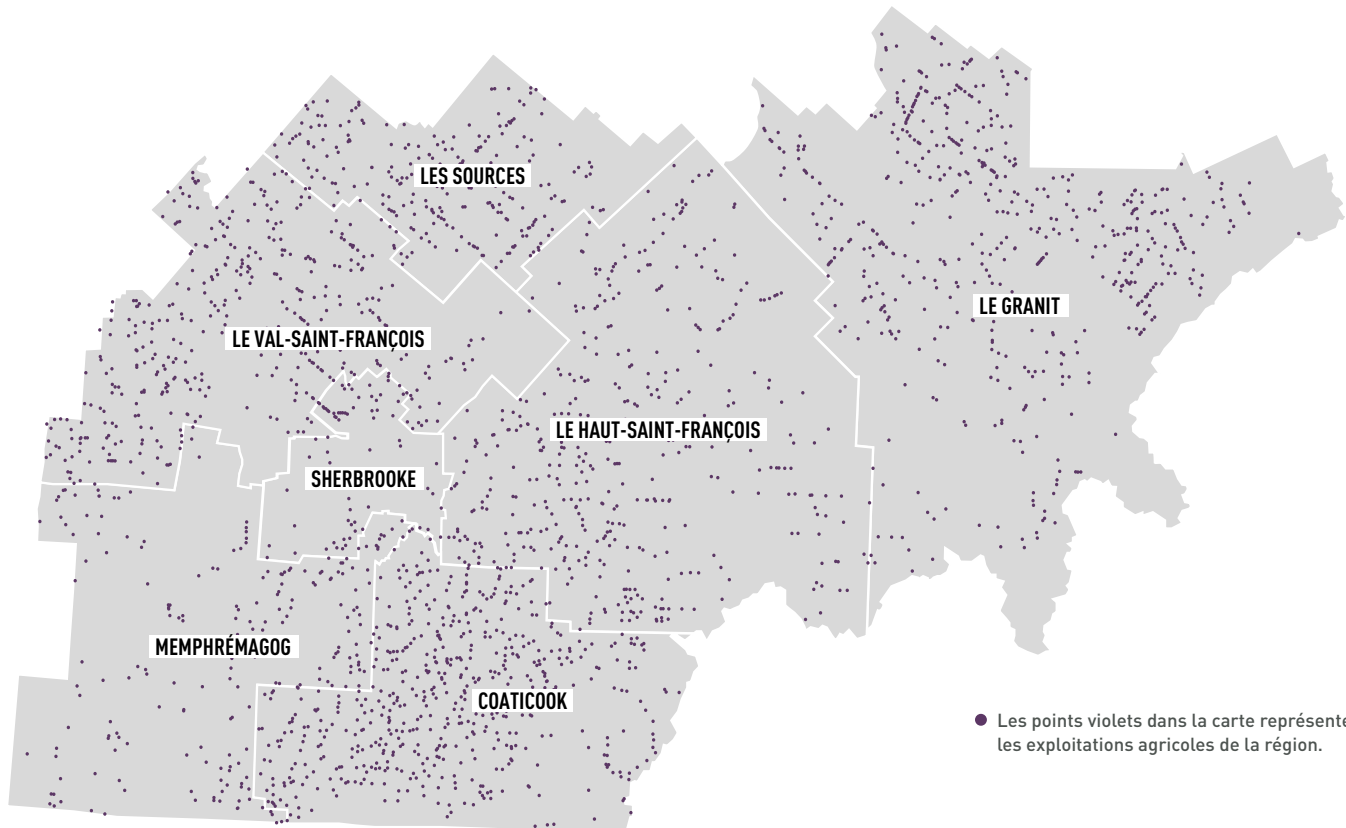 LES SOURCES
LE GRANIT
LE VAL-SAINT-FRANÇOIS
LE HAUT-SAINT-FRANÇOIS
SHERBROOKE
MEMPHRÉMAGOG
COATICOOK
Les points violets dans la carte représente
les exploitations agricoles de la région.